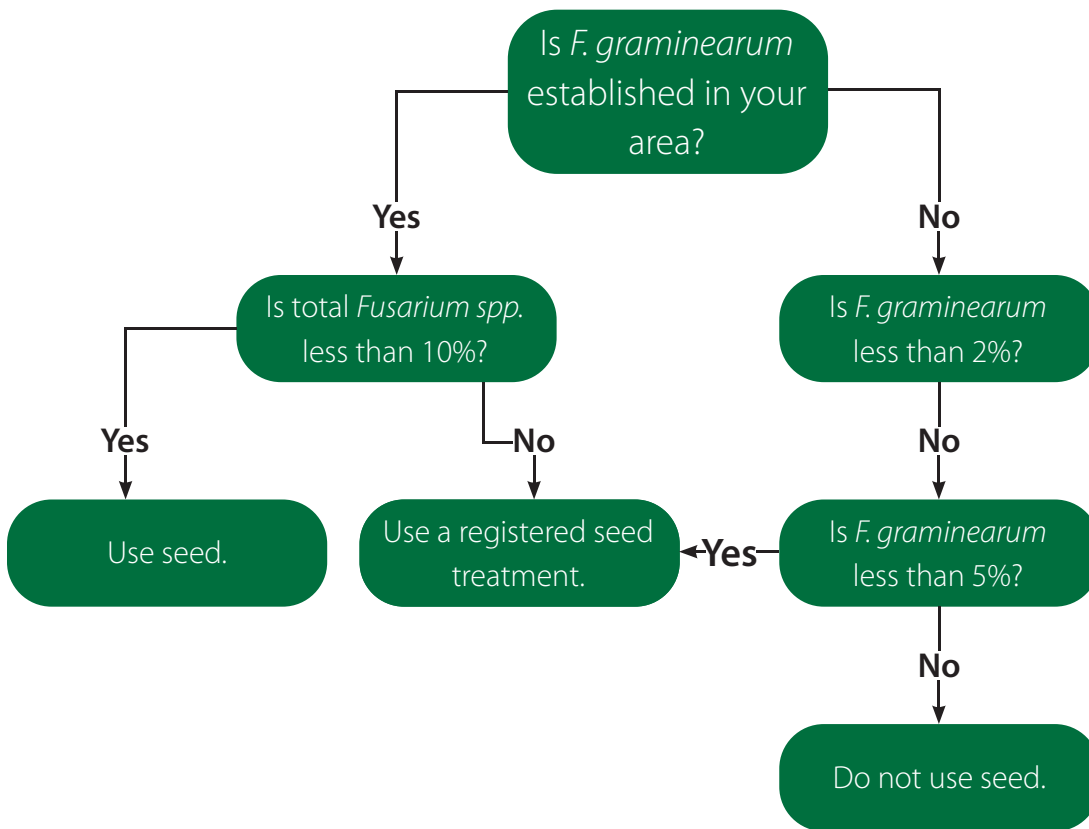 Is F. graminearum
established in your
area?
Yes
No
Is total Fusarium spp.
less than 10%?
Is F. graminearum
less than 2%?
Yes
No
No
Use seed.
Use a registered seed
treatment.
Yes
Is F. graminearum
less than 5%?
No
Do not use seed.